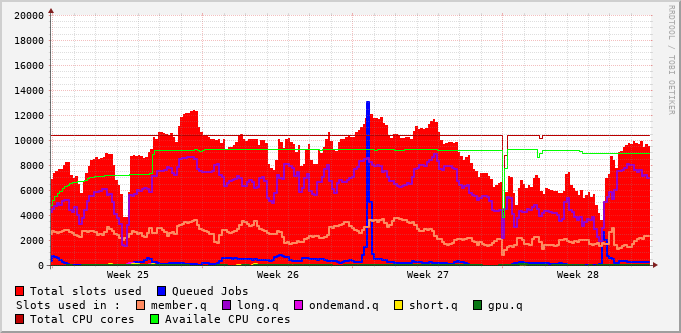 20000
18000
16000
14000
12000
10000
8000
6000
4000
2000
0
Week 25 Week 26 Week 27 Week 28
RRDTOOL / TOBI OETIKER
Total slots used Queued Jobs
Slots used in : member.q long.q ondemand.q short.q gpu.q
Total CPU cores Availale CPU cores